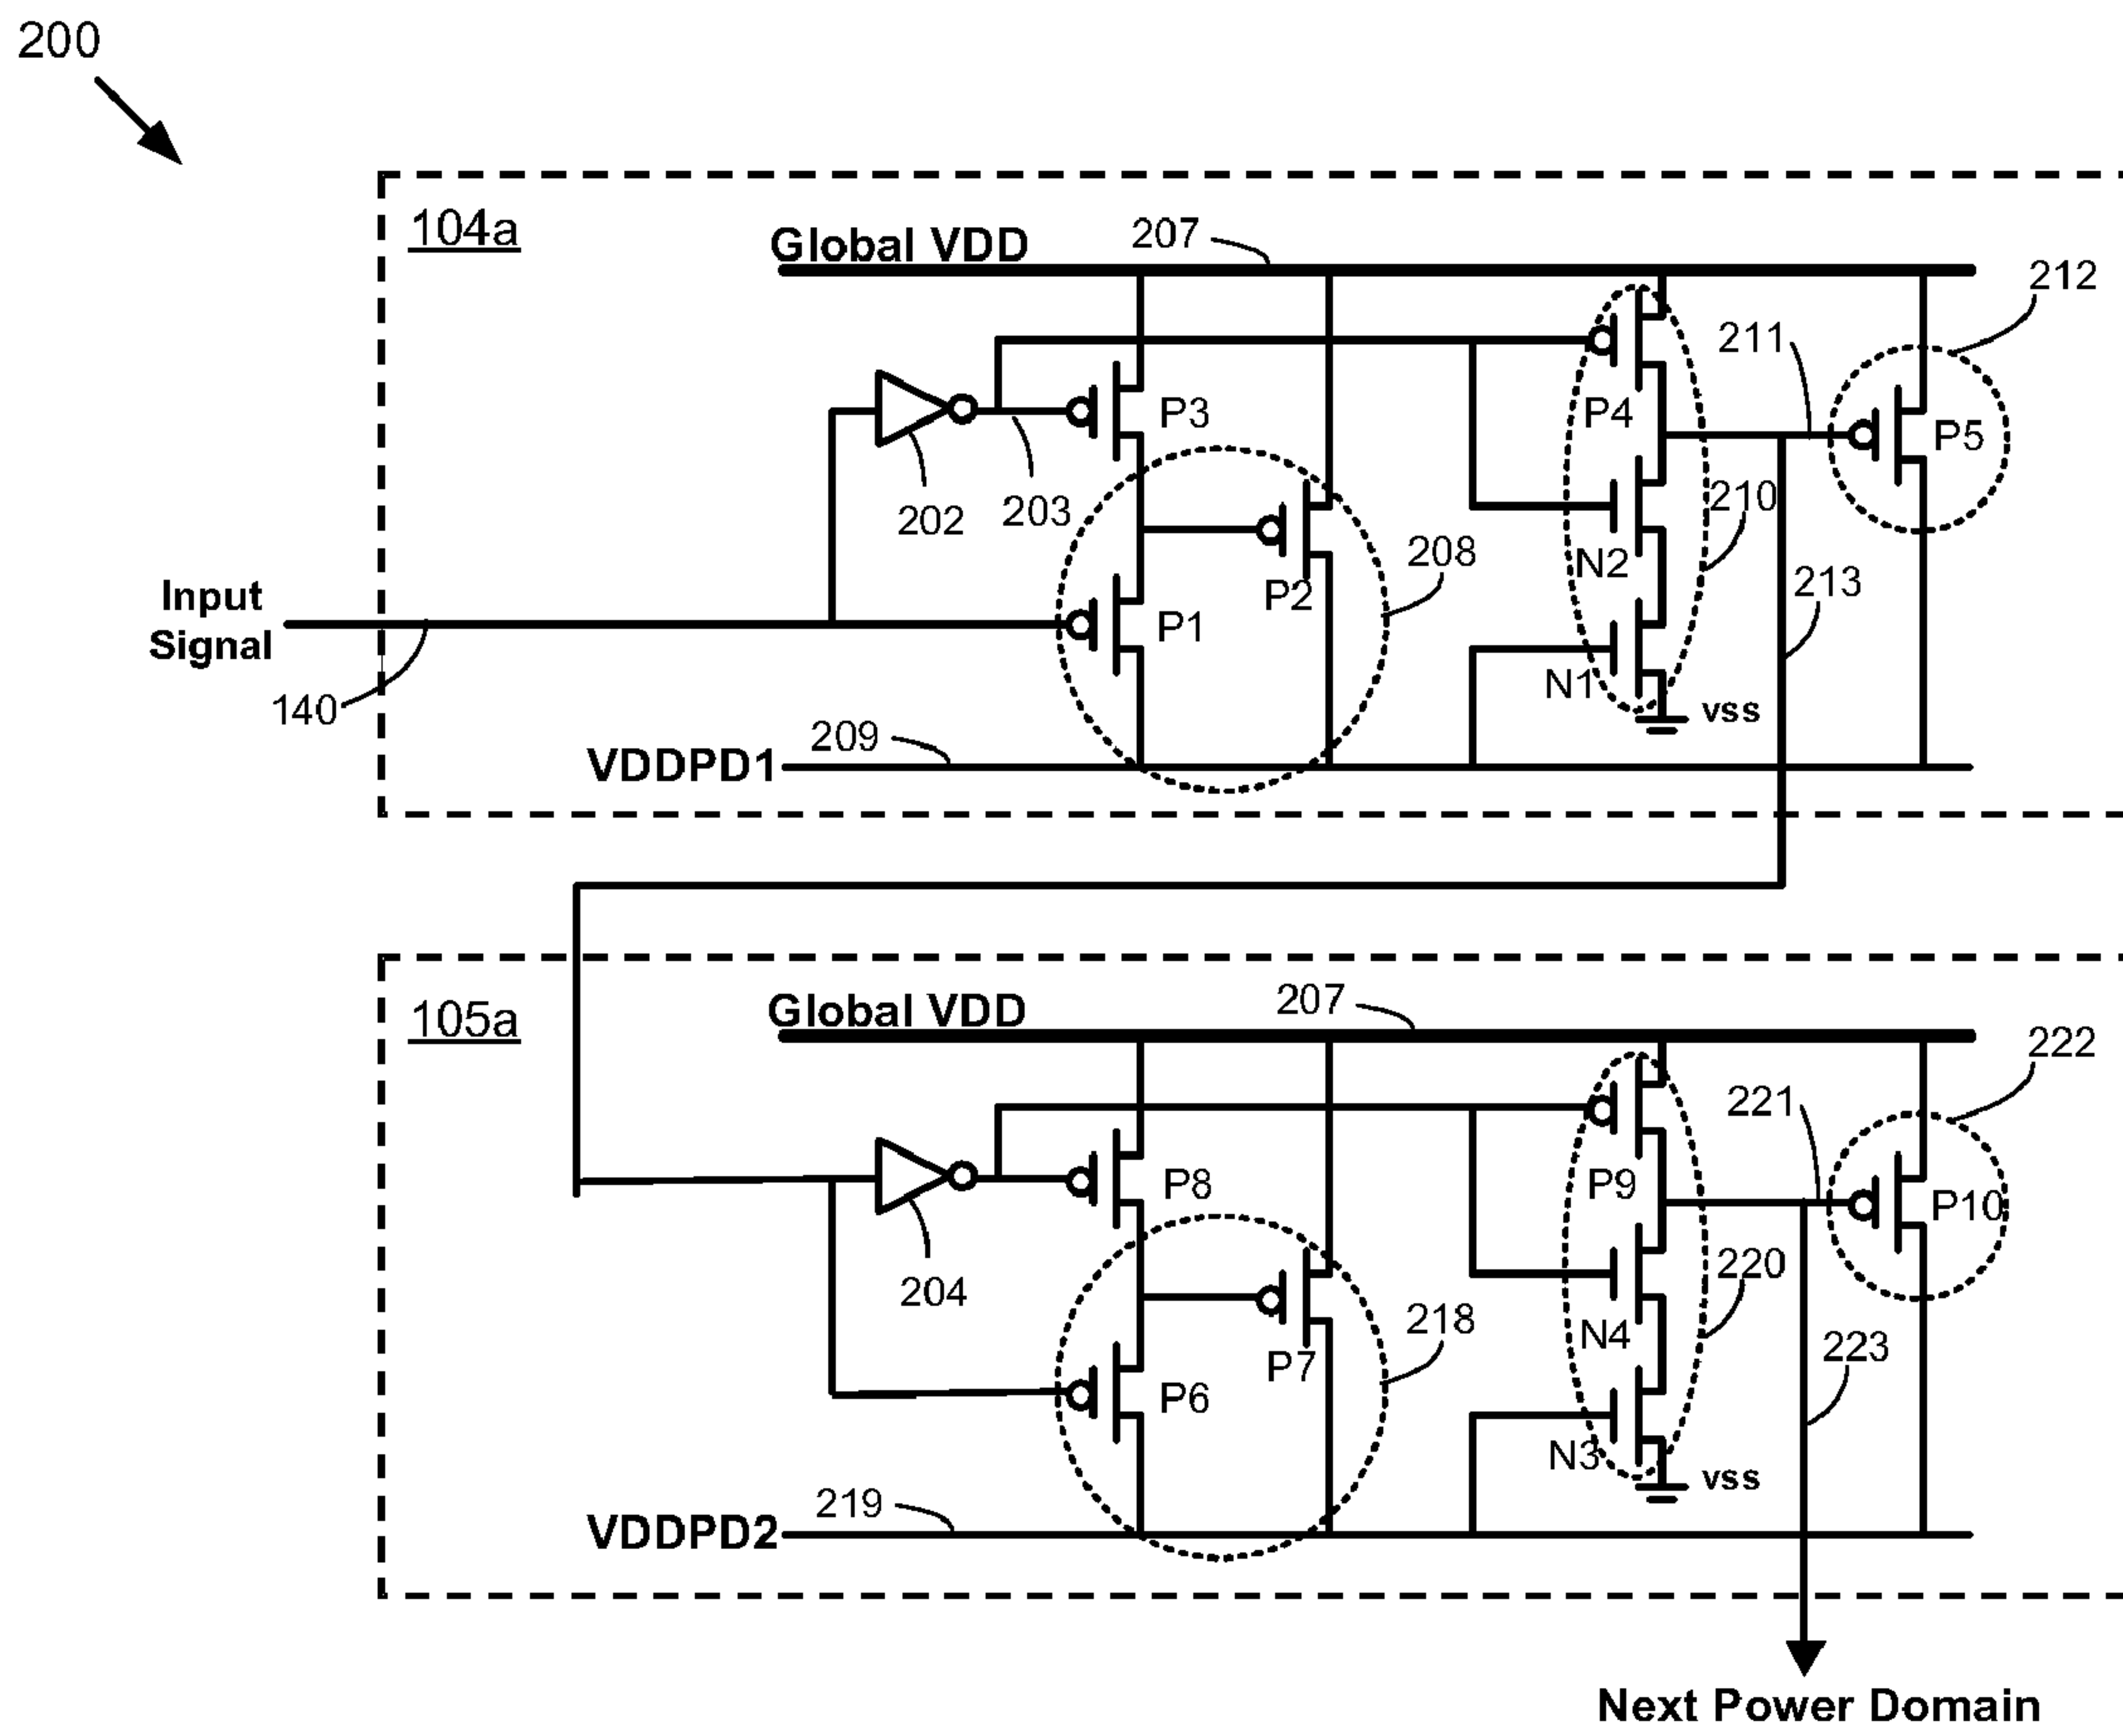 200
104a
Global VDD
207
212
211
P3
P4
P5
202
203
210
208
N2
P2
213
Input
Signal
P1
N1
140
vss
209
VDDPD1
105a
Global VDD
207
222
221
P8
P9
P10
204
220
218
N4
P7
223
P6
N3
vss
219
VDDPD2
Next Power Domain